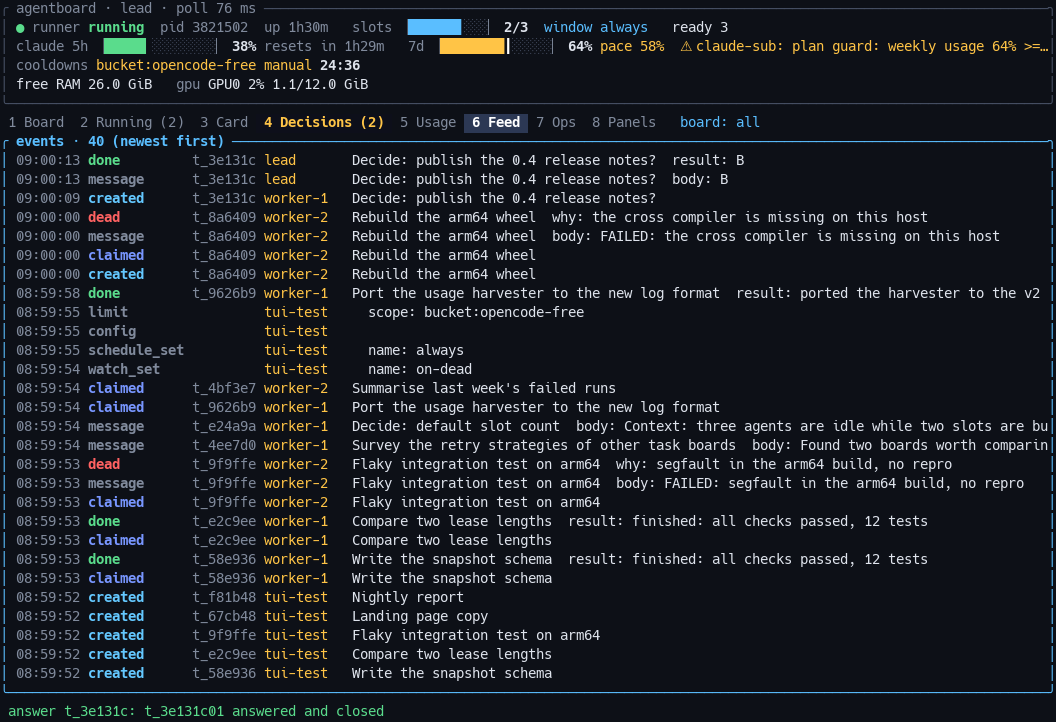 agentboard · lead · poll 76 ms
● runner running  pid 3821502  up 1h30m   slots  2/3  window always   ready 3
claude 5h  38% resets in 1h29m   7d  64% pace 58%  ⚠ claude-sub: plan guard: weekly usage 64% >=…
cooldowns bucket:opencode-free manual 24:36
free RAM 26.0 GiB   gpu GPU0 2% 1.1/12.0 GiB
1 Board  2 Running (2)  3 Card  4 Decisions (2)  5 Usage  6 Feed  7 Ops  8 Panels   board: all
events · 40 (newest first)
09:00:13 done         t_3e131c lead       Decide: publish the 0.4 release notes?  result: B
09:00:13 message      t_3e131c lead       Decide: publish the 0.4 release notes?  body: B
09:00:09 created      t_3e131c worker-1   Decide: publish the 0.4 release notes?
09:00:00 dead         t_8a6409 worker-2   Rebuild the arm64 wheel  why: the cross compiler is missing on this host
09:00:00 message      t_8a6409 worker-2   Rebuild the arm64 wheel  body: FAILED: the cross compiler is missing on this host
09:00:00 claimed      t_8a6409 worker-2   Rebuild the arm64 wheel
09:00:00 created      t_8a6409 worker-2   Rebuild the arm64 wheel
08:59:58 done         t_9626b9 worker-1   Port the usage harvester to the new log format  result: ported the harvester to the v2
08:59:55 limit                 tui-test     scope: bucket:opencode-free
08:59:55 config                tui-test
08:59:55 schedule_set          tui-test     name: always
08:59:54 watch_set             tui-test     name: on-dead
08:59:54 claimed      t_4bf3e7 worker-2   Summarise last week's failed runs
08:59:54 claimed      t_9626b9 worker-1   Port the usage harvester to the new log format
08:59:54 message      t_e24a9a worker-1   Decide: default slot count  body: Context: three agents are idle while two slots are bu
08:59:54 message      t_4ee7d0 worker-1   Survey the retry strategies of other task boards  body: Found two boards worth comparin
08:59:53 dead         t_9f9ffe worker-2   Flaky integration test on arm64  why: segfault in the arm64 build, no repro
08:59:53 message      t_9f9ffe worker-2   Flaky integration test on arm64  body: FAILED: segfault in the arm64 build, no repro
08:59:53 claimed      t_9f9ffe worker-2   Flaky integration test on arm64
08:59:53 done         t_e2c9ee worker-1   Compare two lease lengths  result: finished: all checks passed, 12 tests
08:59:53 claimed      t_e2c9ee worker-1   Compare two lease lengths
08:59:53 done         t_58e936 worker-1   Write the snapshot schema  result: finished: all checks passed, 12 tests
08:59:53 claimed      t_58e936 worker-1   Write the snapshot schema
08:59:52 created      t_f81b48 tui-test   Nightly report
08:59:52 created      t_67cb48 tui-test   Landing page copy
08:59:52 created      t_9f9ffe tui-test   Flaky integration test on arm64
08:59:52 created      t_e2c9ee tui-test   Compare two lease lengths
08:59:52 created      t_58e936 tui-test   Write the snapshot schema
answer t_3e131c: t_3e131c01 answered and closed